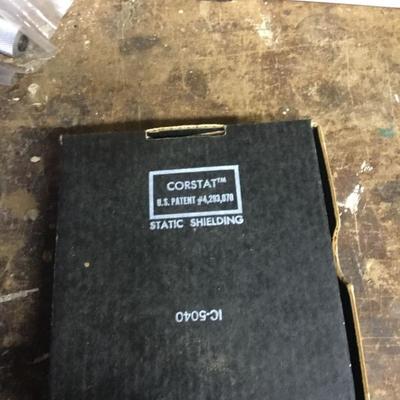 CORSTAT™
U.S. PATENT #4,293,070
STATIC SHIELDING
IC-5040